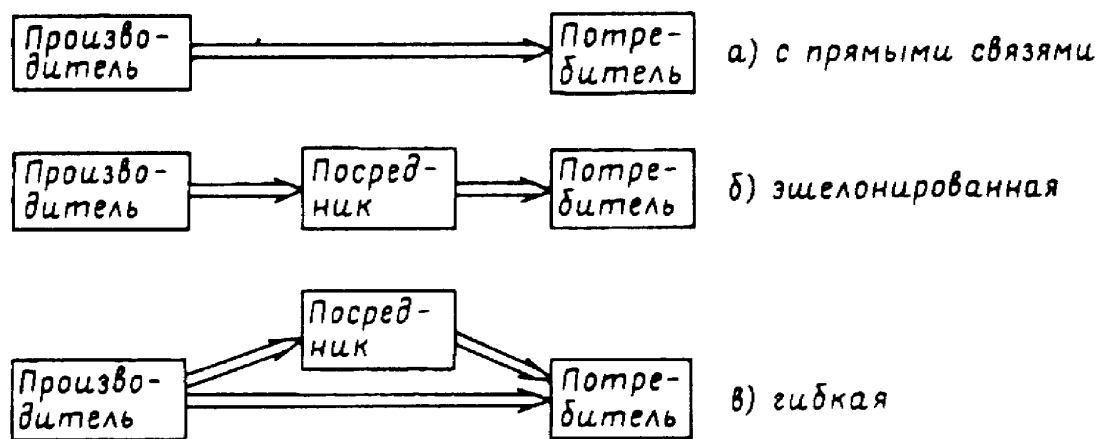 Произво-
дитель
Потре-
битель
а) с прямыми связями
Произво-
дитель
Посред-
ник
Потре-
битель
б) эшелонированная
Посред-
ник
Произво-
дитель
Потре-
битель
в) гибкая